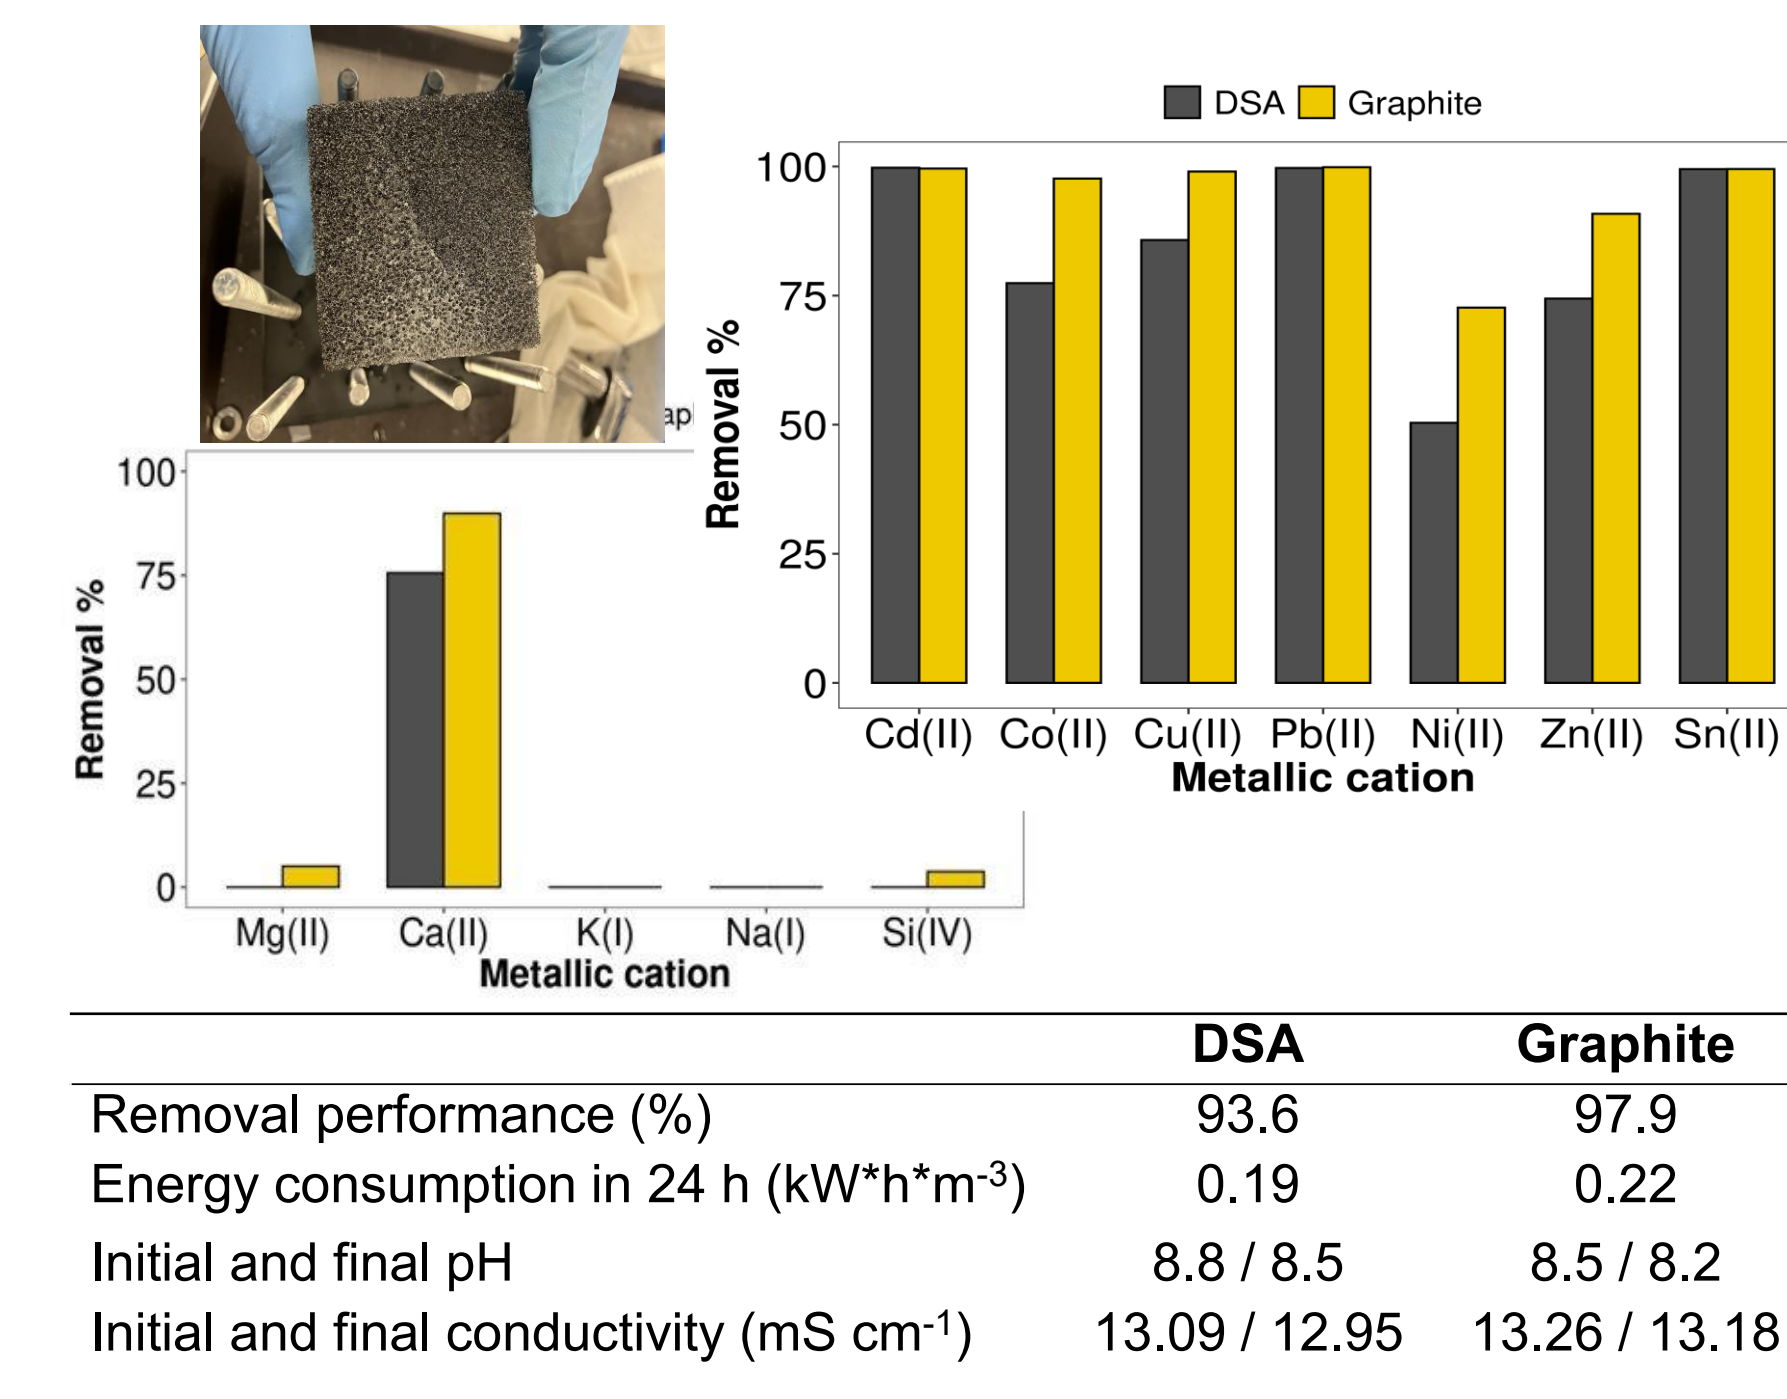 DSA Graphite
Removal %
100
75
50
25
0
Cd(II) Co(II) Cu(II) Pb(II) Ni(II) Zn(II) Sn(II)
Metallic cation
Removal %
100
75
50
25
0
Mg(II) Ca(II) K(I) Na(I) Si(IV)
Metallic cation
DSA Graphite
Removal performance (%) 93.6 97.9
Energy consumption in 24 h (kW*h*m-3) 0.19 0.22
Initial and final pH 8.8 / 8.5 8.5 / 8.2
Initial and final conductivity (mS cm-1) 13.09 / 12.95 13.26 / 13.18